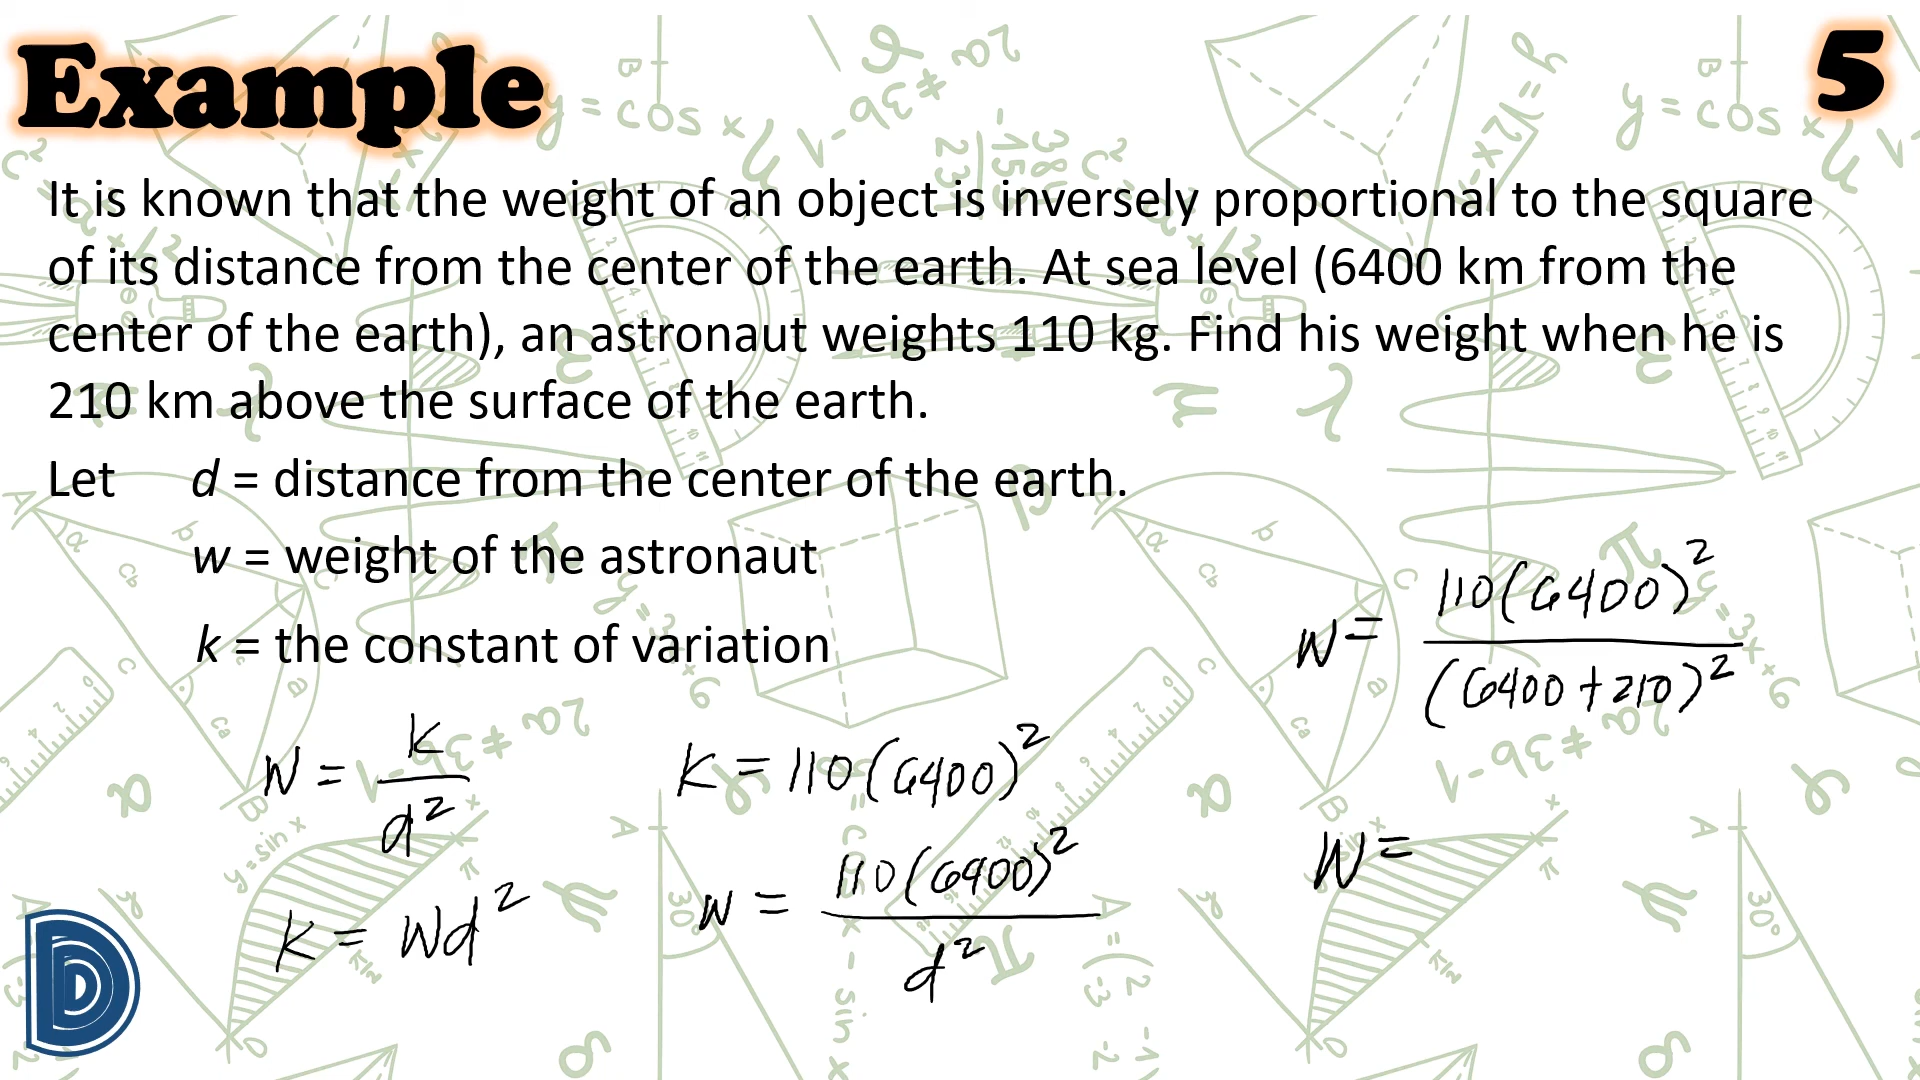 Example
5
It is known that the weight of an object is inversely proportional to the square
of its distance from the center of the earth. At sea level (6400 km from the
center of the earth), an astronaut weights 110 kg. Find his weight when he is
210 km above the surface of the earth.
Let d = distance from the center of the earth.
w = weight of the astronaut
k = the constant of variation
W = k/d²
K = Wd²
K = 110(6400)²
W = 110(6400)²/d²
W = 110(6400)²/(6400+210)²
W =